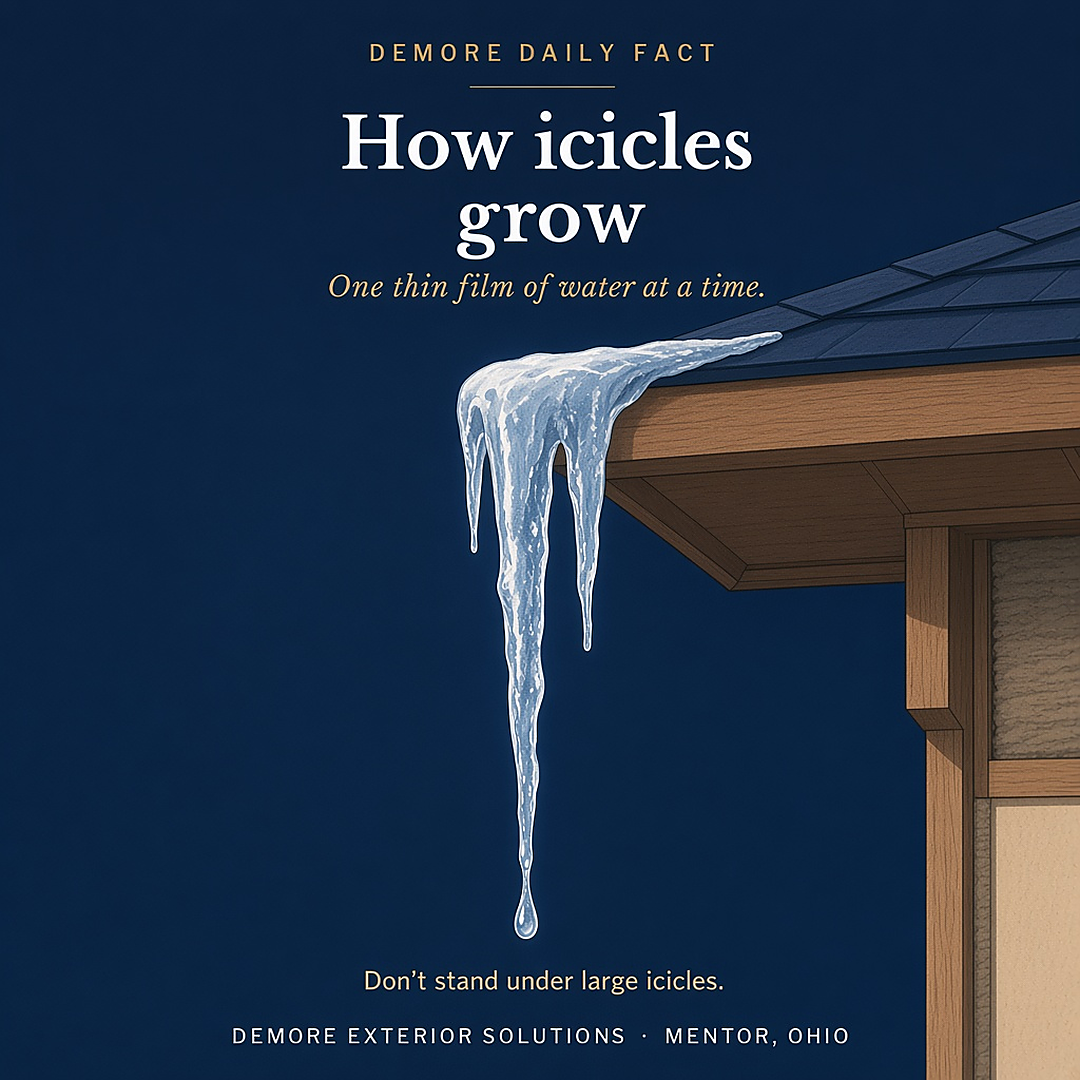 DEMORE DAILY FACT
How icicles
grow
One thin film of water at a time.
Don't stand under large icicles.
DEMORE EXTERIOR SOLUTIONS · MENTOR, OHIO